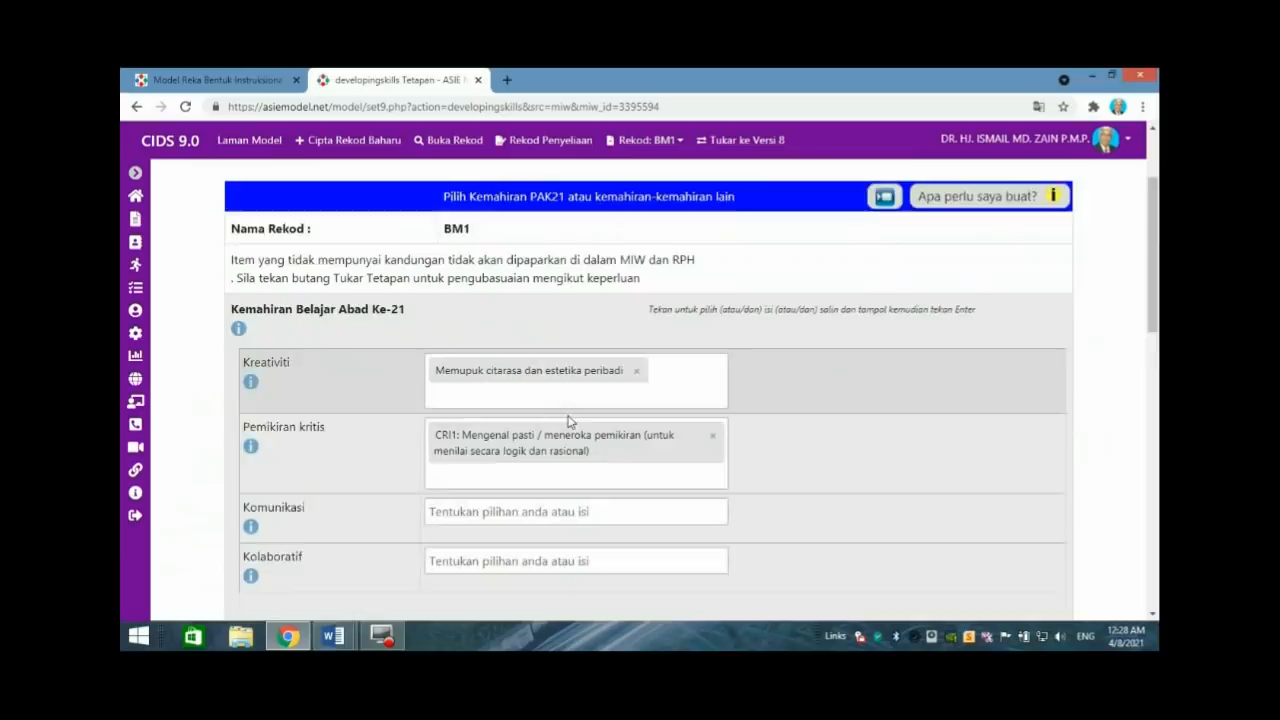 Model Reka Bentuk Instruksiona
developingskills Tetapan - ASIE
https://asiemodel.net/model/set9.php?action=developingskills&src=miw&miw_id=3395594
CIDS 9.0 Laman Model + Cipta Rekod Baharu Buka Rekod Rekod Penyeliaan Rekod: BM1 Tukar ke Versi 8 DR. HJ. ISMAIL MD. ZAIN P.M.P.
Pilih Kemahiran PAK21 atau kemahiran-kemahiran lain Apa perlu saya buat?
Nama Rekod : BM1
Item yang tidak mempunyai kandungan tidak akan dipaparkan di dalam MIW dan RPH
. Sila tekan butang Tukar Tetapan untuk pengubasuaian mengikut keperluan
Kemahiran Belajar Abad Ke-21 Tekan untuk pilih (atau/dan) isi (atau/dan) salin dan tampal kemudian tekan Enter
Kreativiti Memupuk citarasa dan estetika peribadi ×
Pemikiran kritis CRI1: Mengenal pasti / meneroka pemikiran (untuk ×
menilai secara logik dan rasional)
Komunikasi Tentukan pilihan anda atau isi
Kolaboratif Tentukan pilihan anda atau isi
Links ENG 12:28 AM
4/8/2021